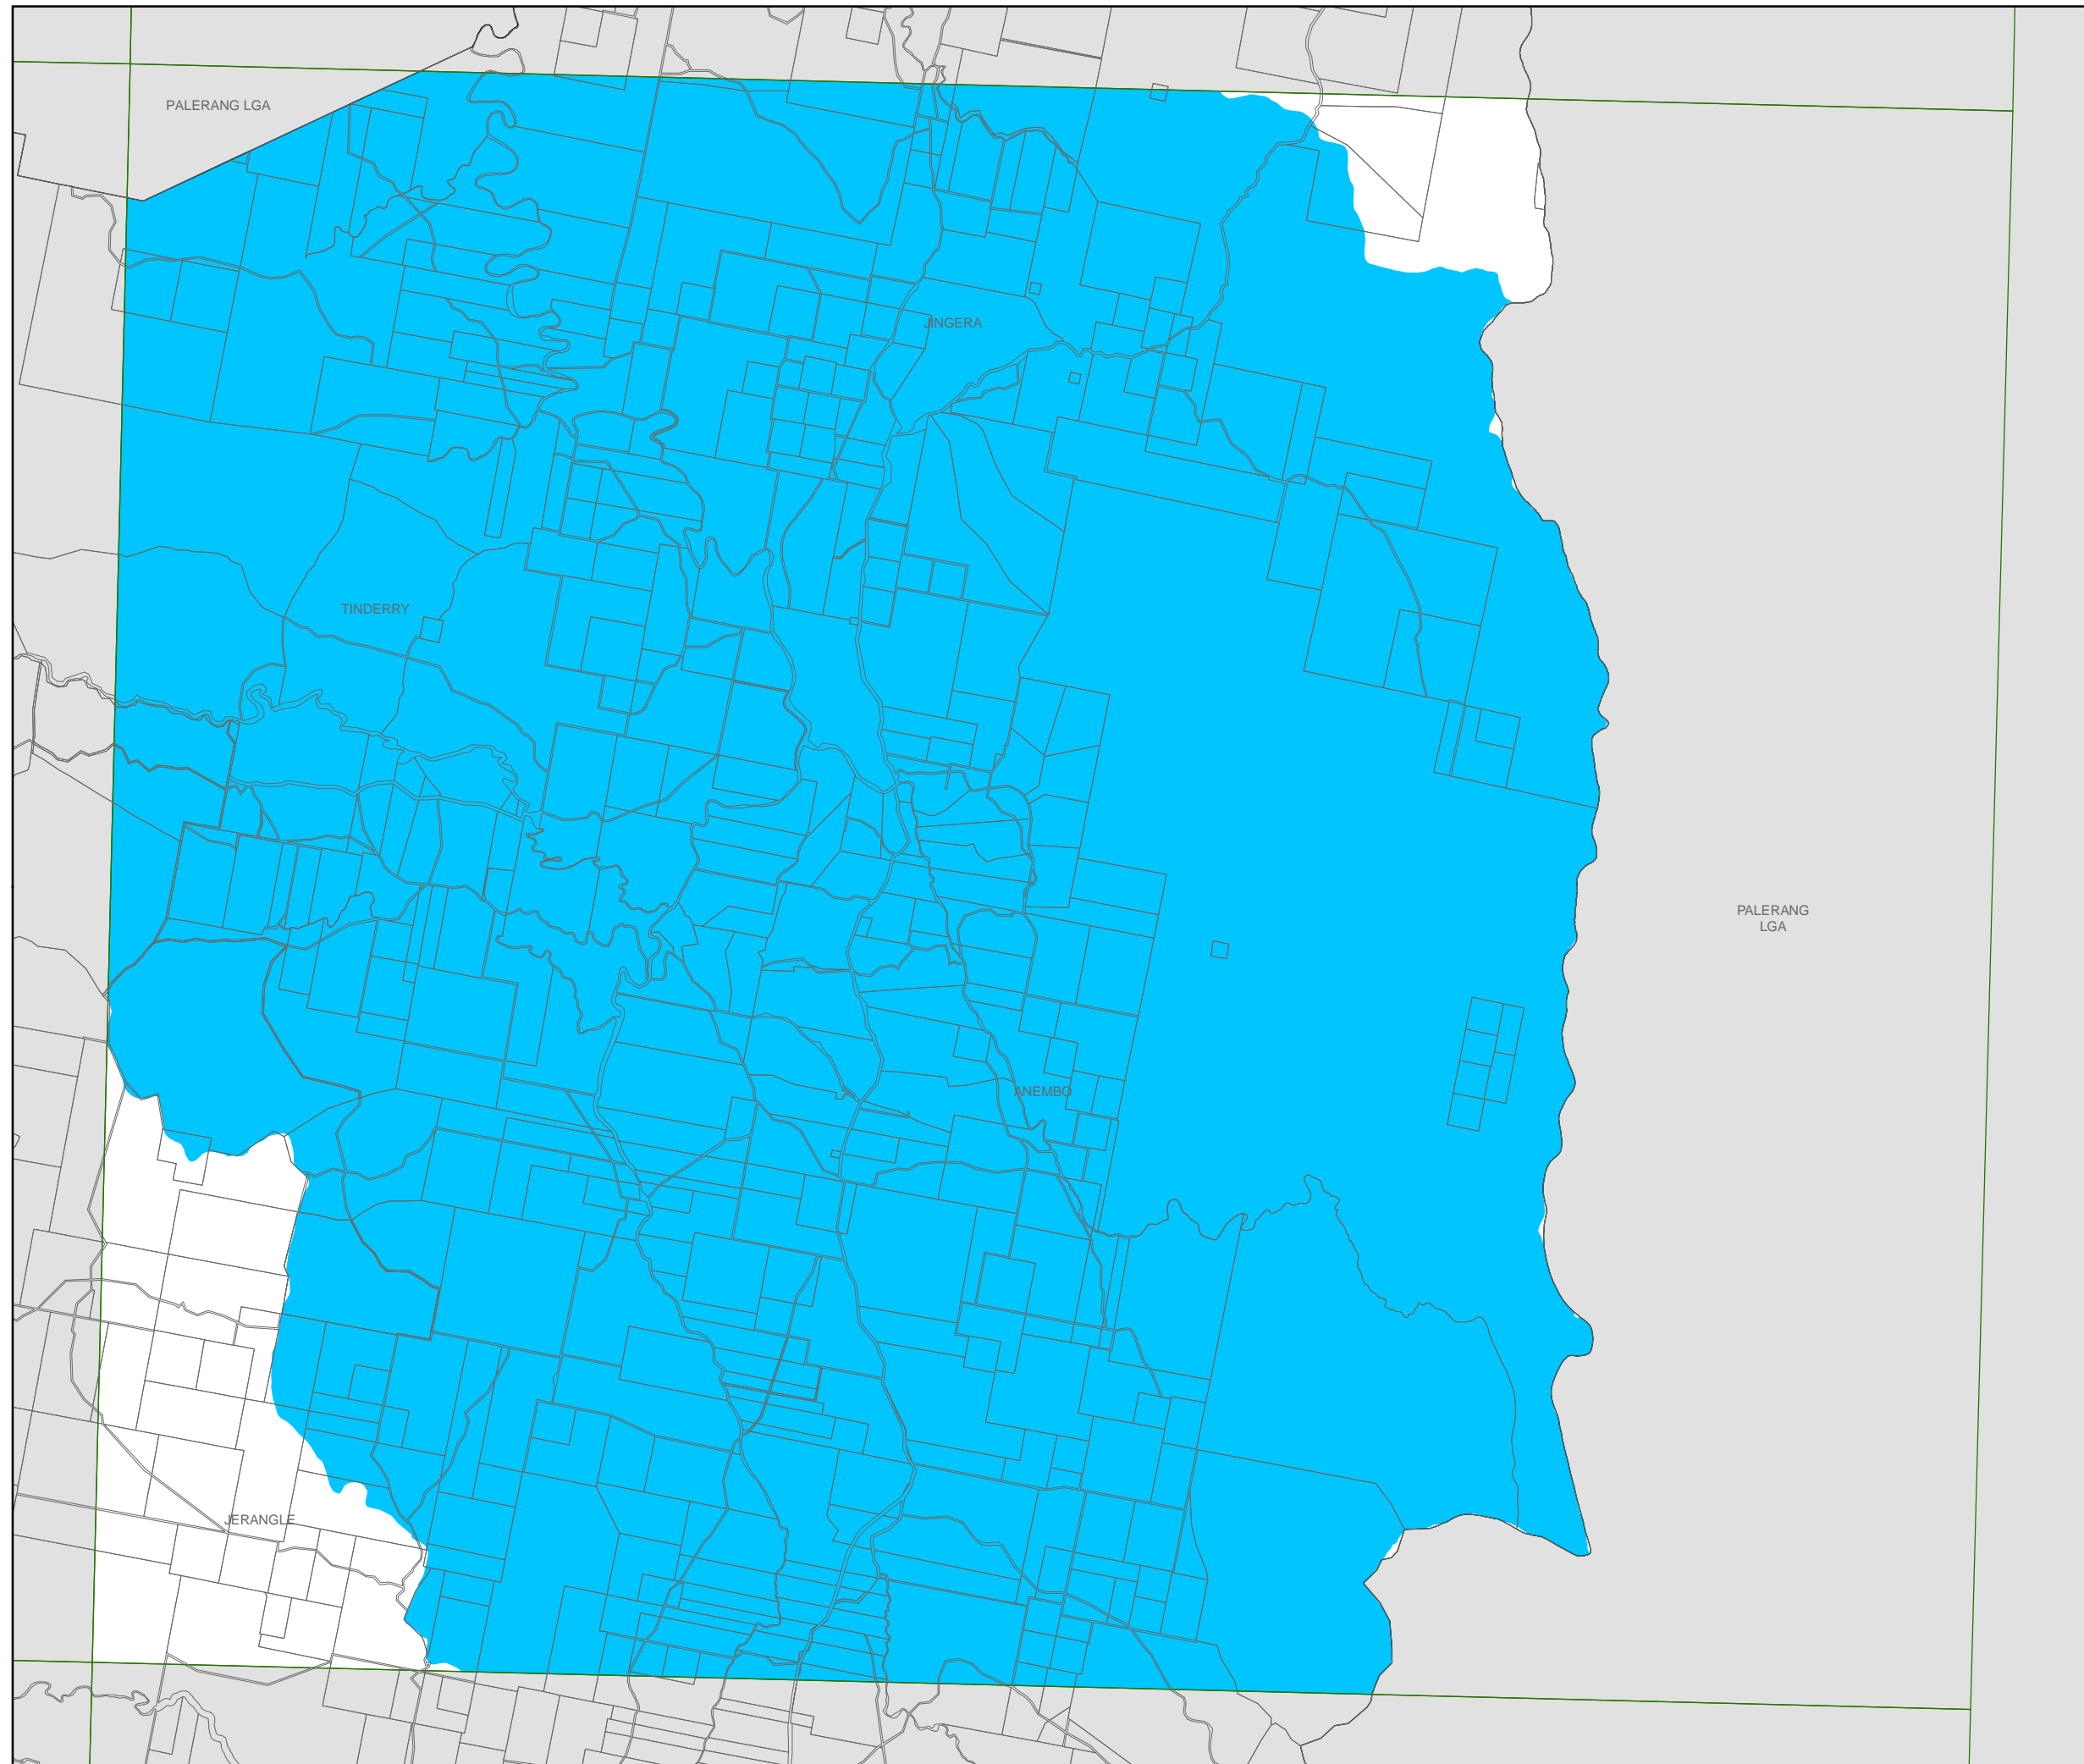 PALERANG LGA
JINGERA
TINDERRY
PALERANG
LGA
ANEMBO
JERANGLE